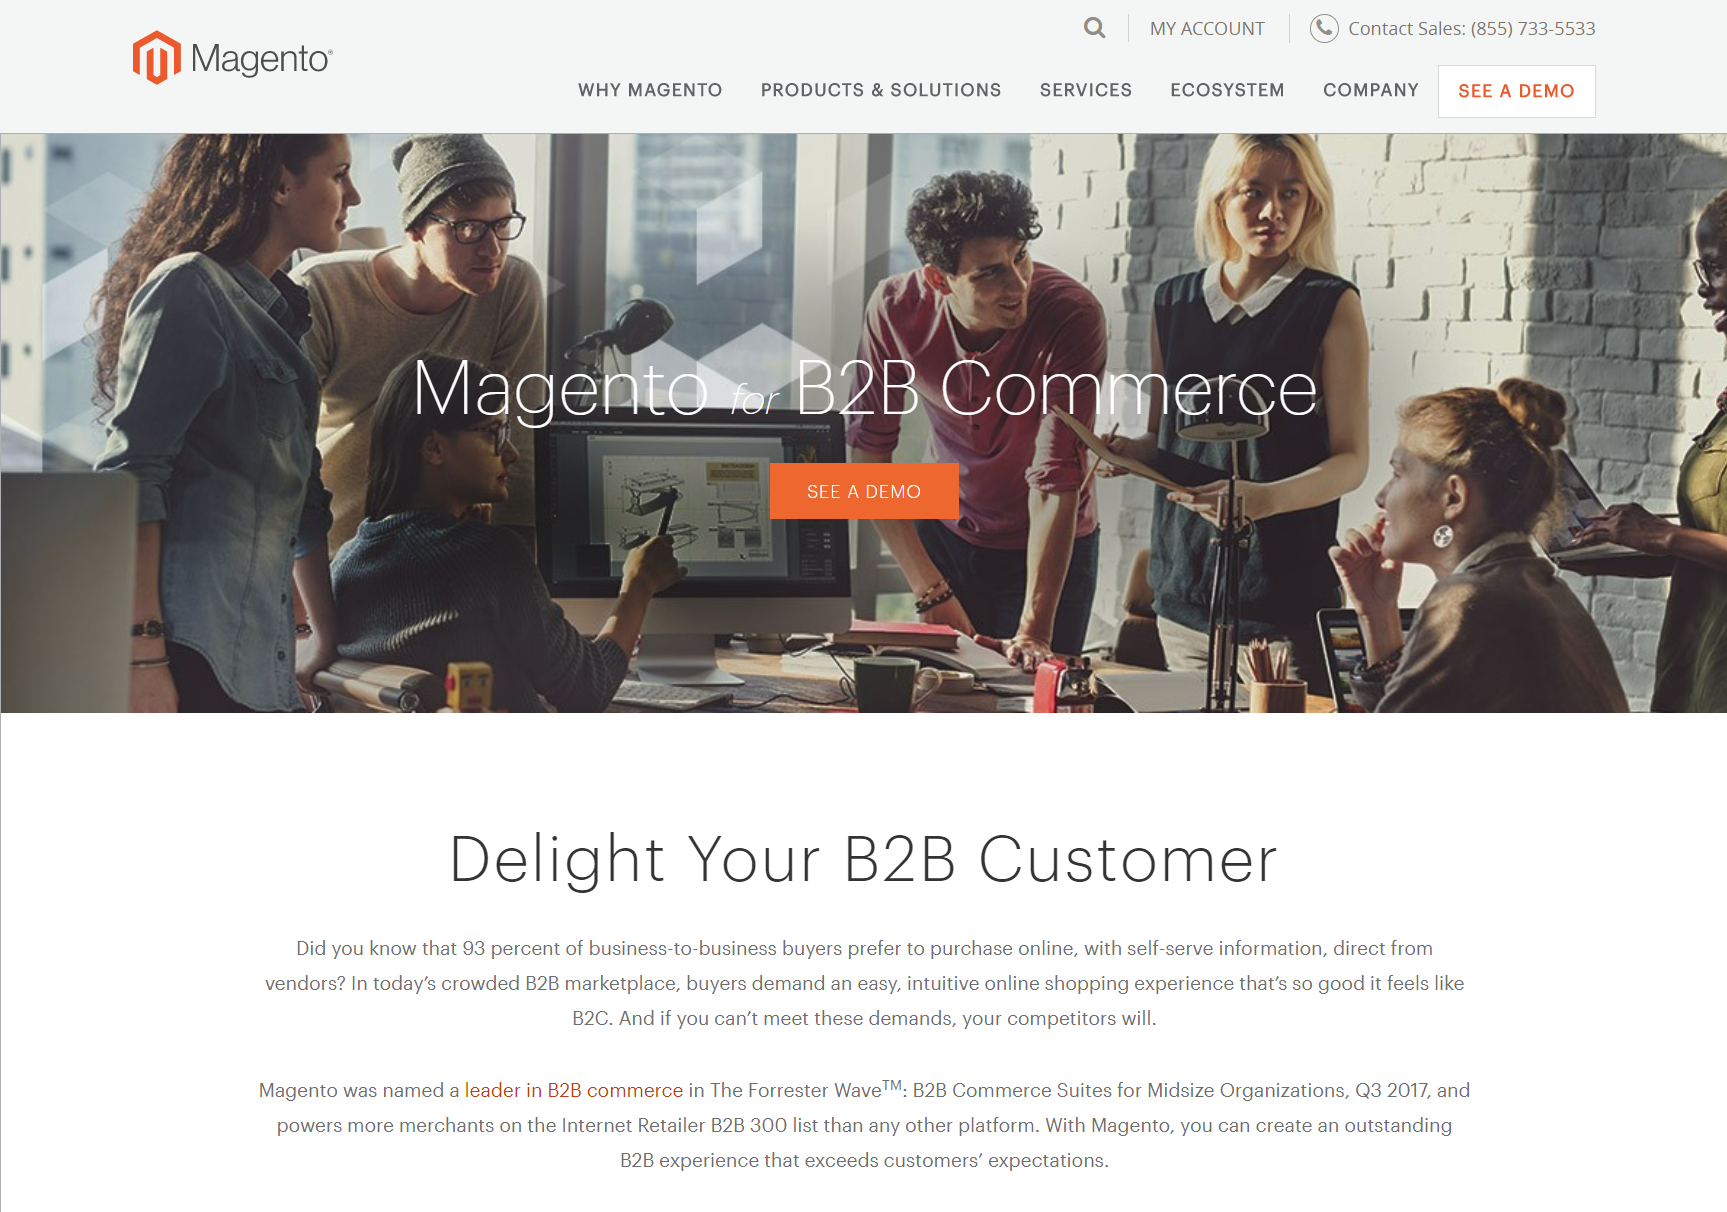 Magento®
MY ACCOUNT
Contact Sales: (855) 733-5533
WHY MAGENTO
PRODUCTS & SOLUTIONS
SERVICES
ECOSYSTEM
COMPANY
SEE A DEMO
Magento for B2B Commerce
SEE A DEMO
Delight Your B2B Customer
Did you know that 93 percent of business-to-business buyers prefer to purchase online, with self-serve information, direct from
vendors? In today’s crowded B2B marketplace, buyers demand an easy, intuitive online shopping experience that’s so good it feels like
B2C. And if you can’t meet these demands, your competitors will.
Magento was named a leader in B2B commerce in The Forrester Wave™: B2B Commerce Suites for Midsize Organizations, Q3 2017, and
powers more merchants on the Internet Retailer B2B 300 list than any other platform. With Magento, you can create an outstanding
B2B experience that exceeds customers’ expectations.